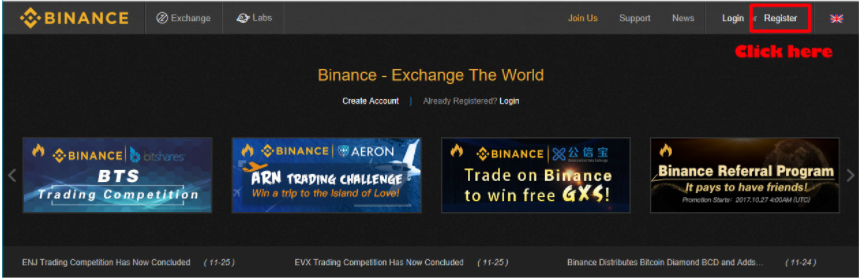 BINANCE Exchange Labs Join Us Support News Login or Register
Click here
Binance - Exchange The World
Create Account | Already Registered? Login
BINANCE | bitshares
BTS
Trading Competition
BINANCE | AERON
ARN TRADING CHALLENGE
Win a trip to the Island of Love!
BINANCE | 公信宝
Trade on Binance
to win free GXS!
Binance Referral Program
It pays to have friends!
Promotion Starts: 2017.10.27 4:00AM (UTC)
ENJ Trading Competition Has Now Concluded (11-25) EVX Trading Competition Has Now Concluded (11-25) Binance Distributes Bitcoin Diamond BCD and Adds... (11-24)